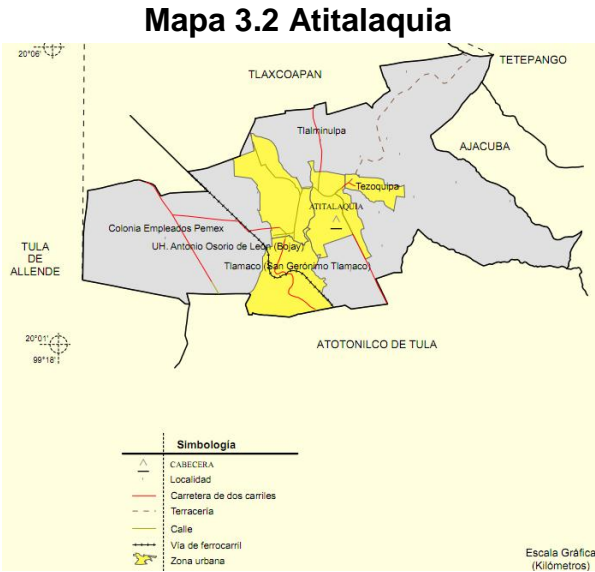 Mapa 3.2 Atitalaquia
20°06'
TETEPANGO
TLAXCOAPAN
Tlalminulpa
AJACUBA
Tezoquipa
ATITALAQUIA
Colonia Empleados Pemex
UH. Antonio Osorio de León (Bojay)
TULA
DE
ALLENDE
Tlamaco (San Gerónimo Tlamaco)
20°01'
99°18'
ATOTONILCO DE TULA
Simbología
CABECERA
Localidad
Carretera de dos carriles
Terracería
Calle
Vía de ferrocarril
Zona urbana
Escala Gráfica
(Kilómetros)